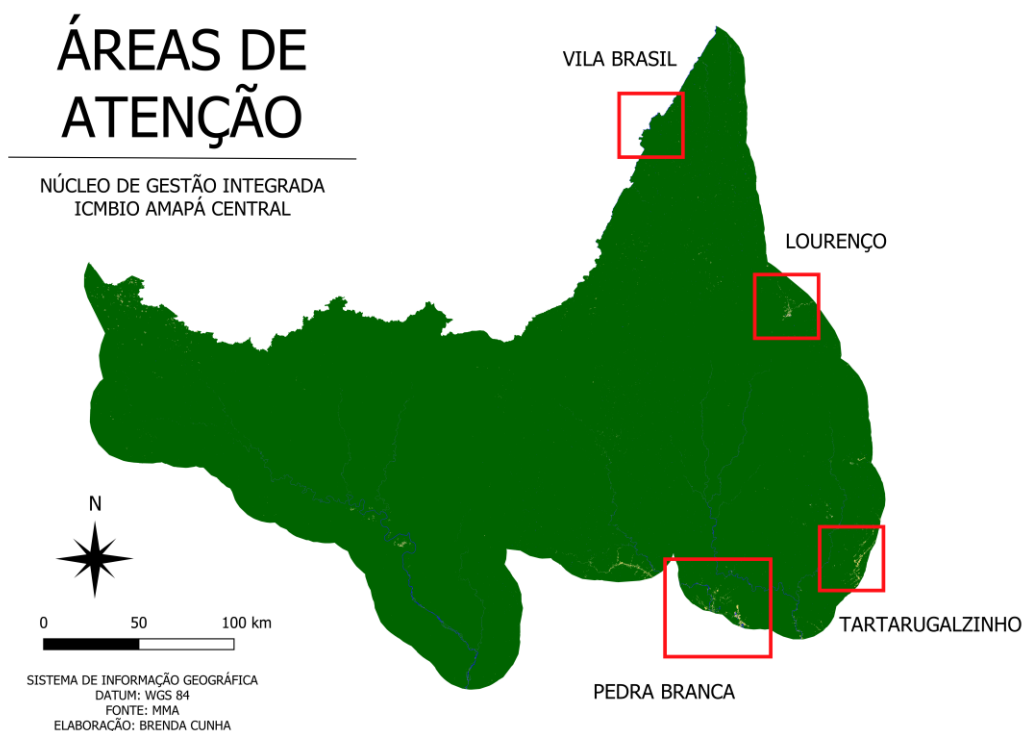 ÁREAS DE
ATENÇÃO
NÚCLEO DE GESTÃO INTEGRADA
ICMBIO AMAPÁ CENTRAL
VILA BRASIL
LOURENÇO
TARTARUGALZINHO
PEDRA BRANCA
N
0 50 100 km
SISTEMA DE INFORMAÇÃO GEOGRÁFICA
DATUM: WGS 84
FONTE: MMA
ELABORAÇÃO: BRENDA CUNHA